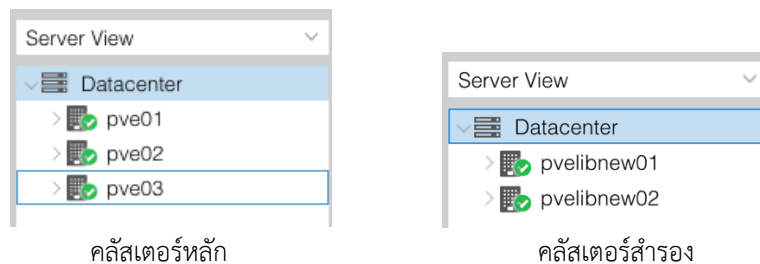 Server View
Datacenter
pve01
pve02
pve03
คลัสเตอร์หลัก
Server View
Datacenter
pvelibnew01
pvelibnew02
คลัสเตอร์สำรอง